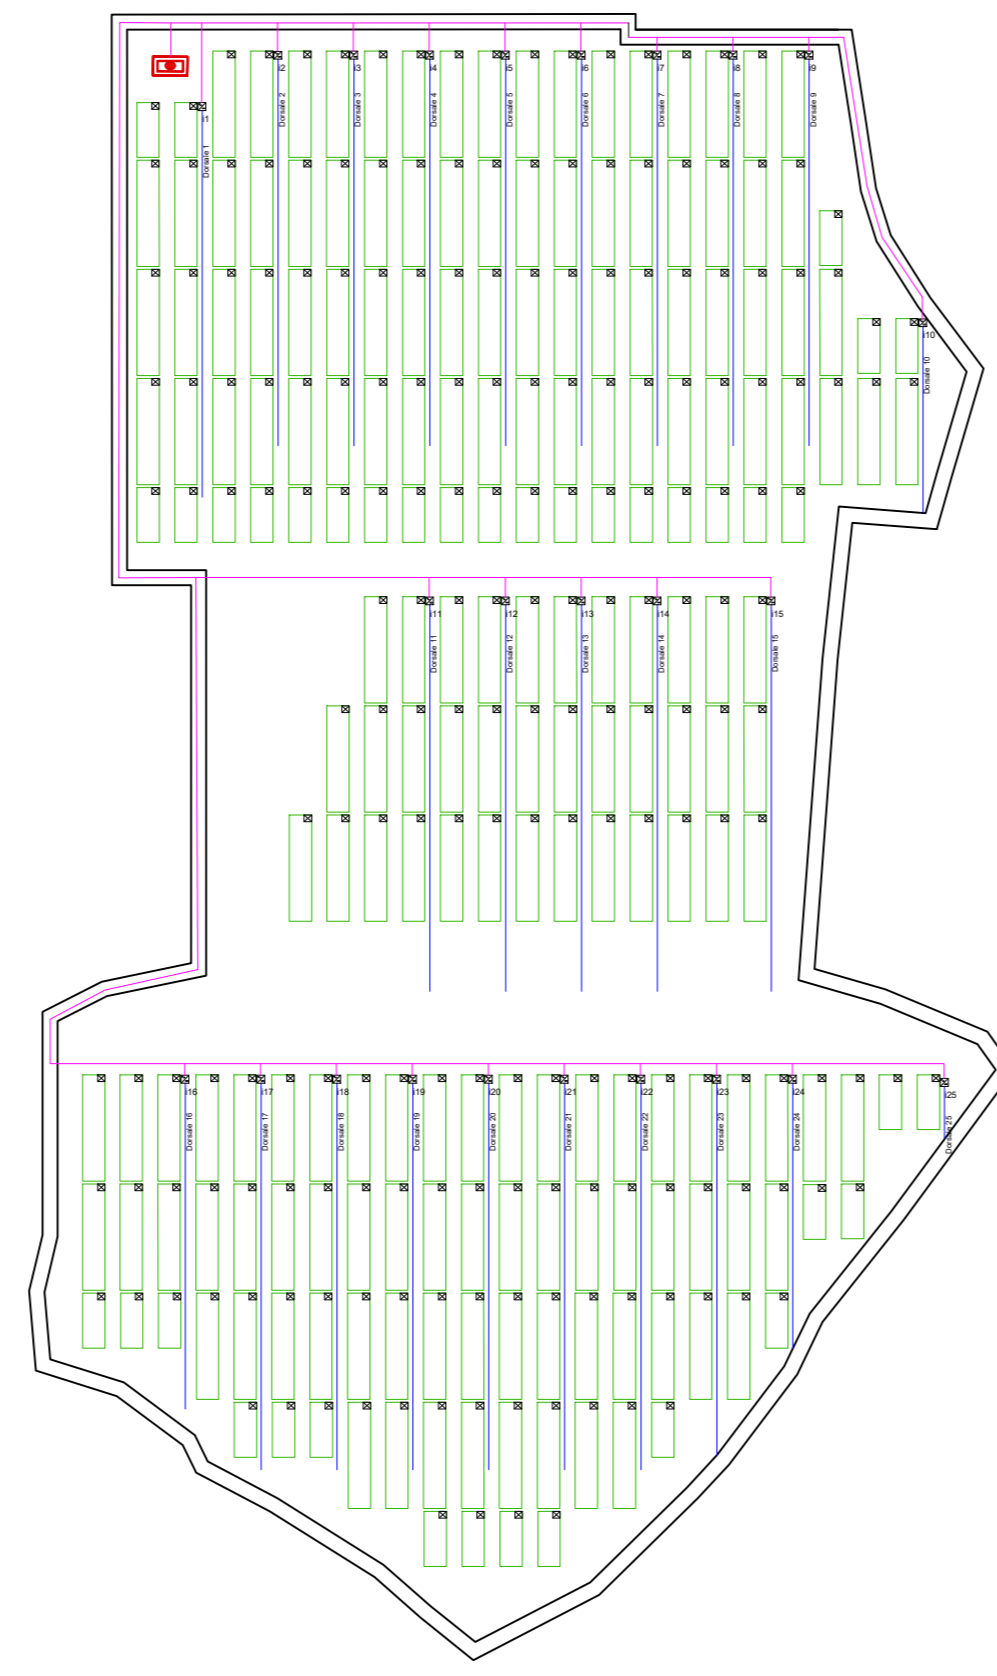 i2
i3
i4
i5
i6
i7
i8
i9
Dorsale 2
Dorsale 3
Dorsale 4
Dorsale 5
Dorsale 6
Dorsale 7
Dorsale 8
Dorsale 9
i1
Dorsale 1
i10
Dorsale 10
i11
i12
i13
i14
i15
Dorsale 11
Dorsale 12
Dorsale 13
Dorsale 14
Dorsale 15
i16
i17
i18
i19
i20
i21
i22
i23
i24
i25
Dorsale 16
Dorsale 17
Dorsale 18
Dorsale 19
Dorsale 20
Dorsale 21
Dorsale 22
Dorsale 23
Dorsale 24
Dorsale 25